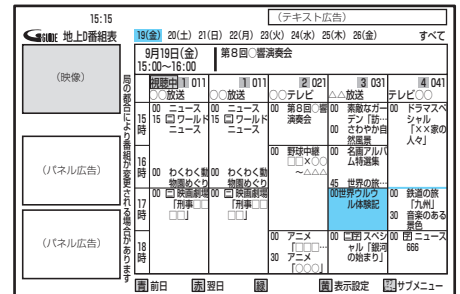 15:15
(テキスト広告)
GGUIDE 地上D番組表
19(金) 20(土) 21(日) 22(月) 23(火) 24(水) 25(木) 26(金) すべて
9月19日(金)
15:00~16:00
第8回○響演奏会
(映像)
(パネル広告)
(パネル広告)
局の都合により番組が変更される場合があります
視聴中 1 011
○○放送
1 011
○○放送
2 021
○○テレビ
3 031
△△放送
4 041
テレビ○○
15時
16時
17時
18時
00 ニュース
15 ワールド
ニュース
00 わくわく動
物園めぐり
00 映画劇場
「刑事□□
□□」
00 ニュース
15 ワールド
ニュース
00 わくわく動
物園めぐり
00 映画劇場
「刑事□□
□□」
00 第8回○響
演奏会
00 野球中継
□□×○○
~△△△
00 アニメ
「□□□…
30 アニメ
「○○○」
00 素敵なガー
デン「訪…
00 さわやか自
然風景
00 名画アルバ
ム特選集
45 世界の旅…
00世界ウルウ
ル体験記
00 スペシ
ャル「銀河
の始まり」
00 ドラマスペ
シャル
「××家の
人々」
00 鉄道の旅
「九州」
30 音楽のある
景色
00 ニュース
666
青 前日
赤 翌日
緑
黄 表示設定
サブメニュー